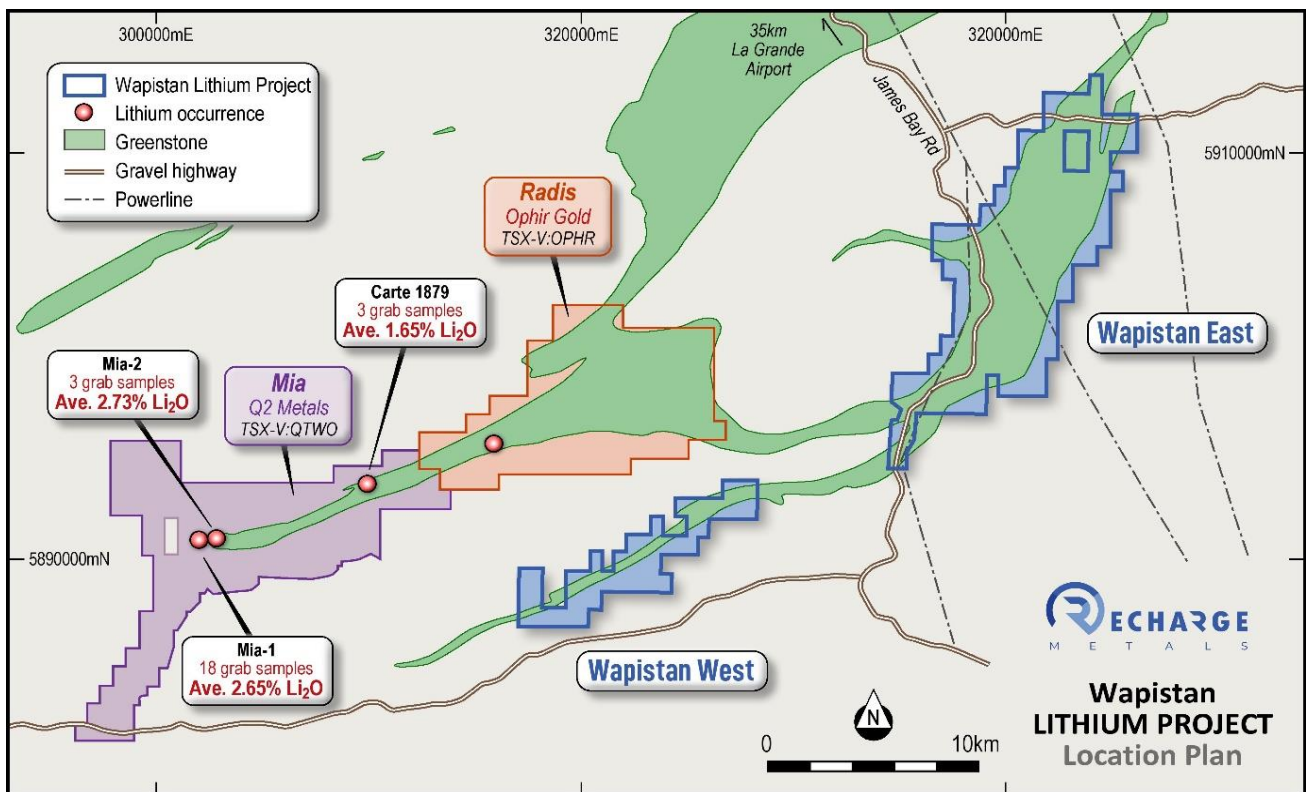 300000mE
320000mE
320000mE
Wapistan Lithium Project
Lithium occurrence
Greenstone
Gravel highway
Powerline
35km
La Grande
Airport
James Bay Rd
5910000mN
Radis
Ophir Gold
TSX-V:OPHR
Carte 1879
3 grab samples
Ave. 1.65% Li₂O
Mia-2
3 grab samples
Ave. 2.73% Li₂O
Mia
Q2 Metals
TSX-V:QTWO
Wapistan East
5890000mN
Mia-1
18 grab samples
Ave. 2.65% Li₂O
Wapistan West
RECHARGE
METALS
N
0
10km
Wapistan
LITHIUM PROJECT
Location Plan